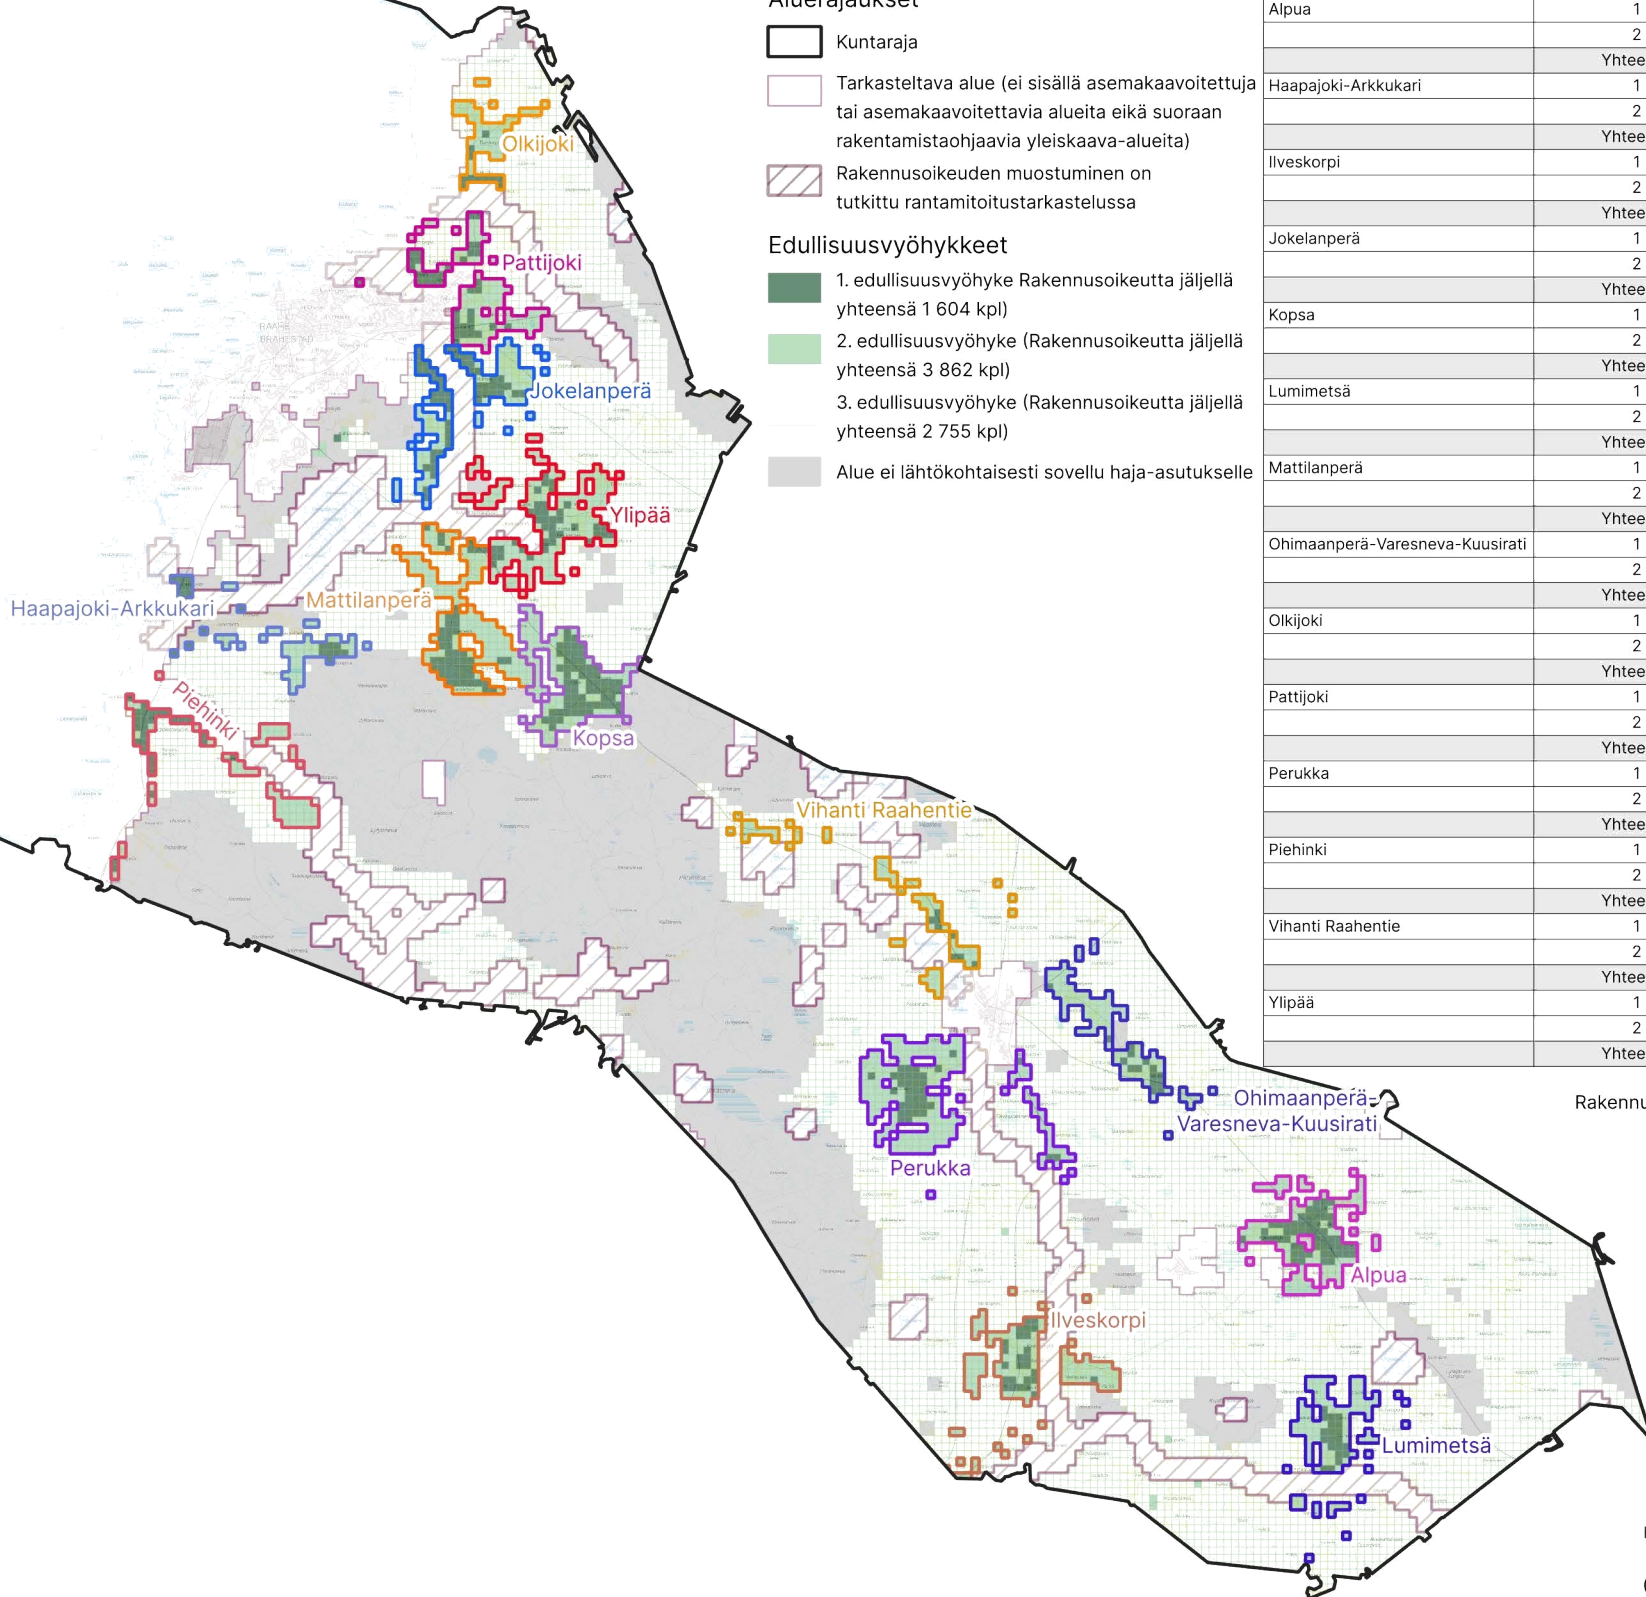 Aluerajaukset
Kuntaraja
Tarkasteltava alue (ei sisällä asemakaavoitettuja
tai asemakaavoitettavia alueita eikä suoraan
rakentamistaohjaavia yleiskaava-alueita)
Rakennusoikeuden muostuminen on
tutkittu rantamitoitustarkastelussa
Edullisuusvyöhykkeet
1. edullisuusvyöhyke Rakennusoikeutta jäljellä
yhteensä 1 604 kpl)
2. edullisuusvyöhyke (Rakennusoikeutta jäljellä
yhteensä 3 862 kpl)
3. edullisuusvyöhyke (Rakennusoikeutta jäljellä
yhteensä 2 755 kpl)
Alue ei lähtökohtaisesti sovellu haja-asutukselle
Olkijoki
Pattijoki
RAAHE
BRAHESTAD
Jokelanperä
Ylipää
Haapajoki-Arkkukari
Mattilanperä
Piehinki
Kopsa
Vihanti Raahentie
Ohimaanperä-
Varesneva-Kuusirati
Perukka
Alpua
Ilveskorpi
Lumimetsä
Alpua 1
2
Yhtee
Haapajoki-Arkkukari 1
2
Yhtee
Ilveskorpi 1
2
Yhtee
Jokelanperä 1
2
Yhtee
Kopsa 1
2
Yhtee
Lumimetsä 1
2
Yhtee
Mattilanperä 1
2
Yhtee
Ohimaanperä-Varesneva-Kuusirati 1
2
Yhtee
Olkijoki 1
2
Yhtee
Pattijoki 1
2
Yhtee
Perukka 1
2
Yhtee
Piehinki 1
2
Yhtee
Vihanti Raahentie 1
2
Yhtee
Ylipää 1
2
Yhtee
Rakennu